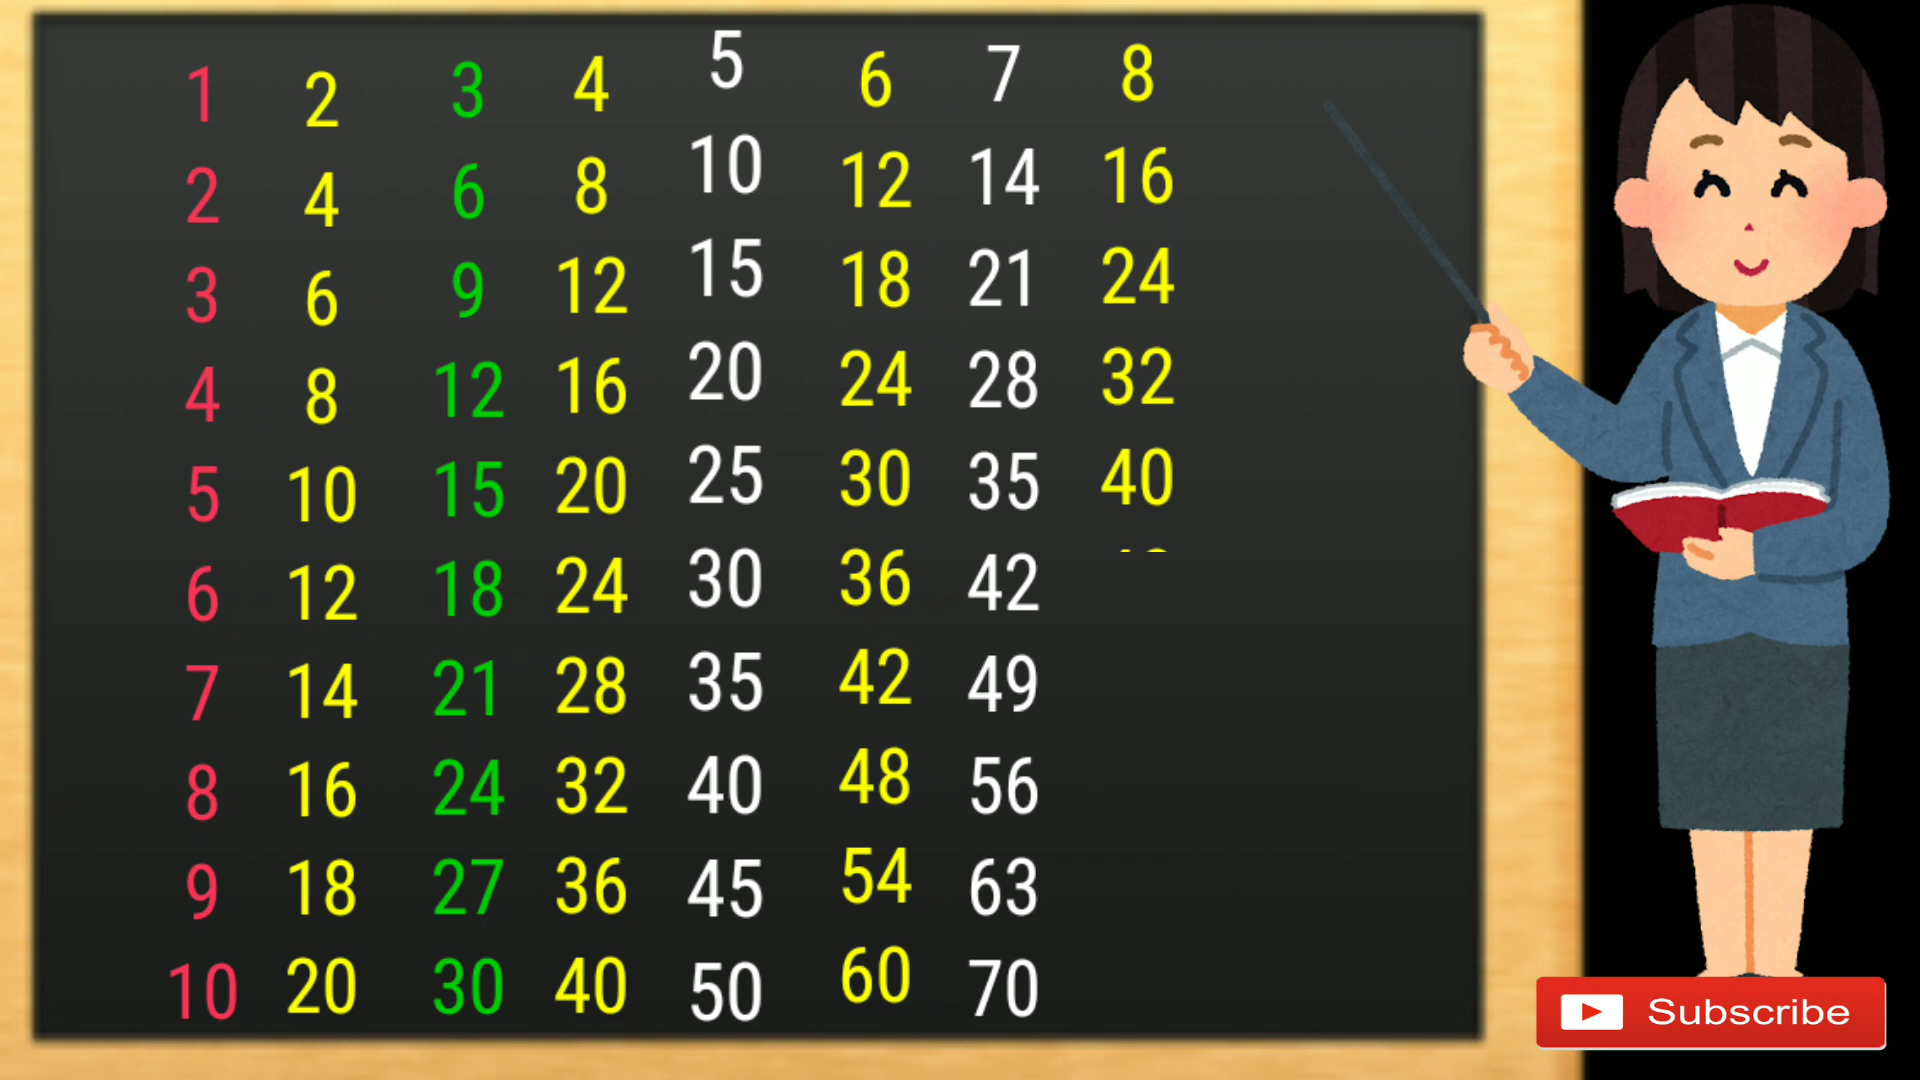 1 2 3 4 5 6 7 8
2 4 6 8 10 12 14 16
3 6 9 12 15 18 21 24
4 8 12 16 20 24 28 32
5 10 15 20 25 30 35 40
6 12 18 24 30 36 42
7 14 21 28 35 42 49
8 16 24 32 40 48 56
9 18 27 36 45 54 63
10 20 30 40 50 60 70
Subscribe